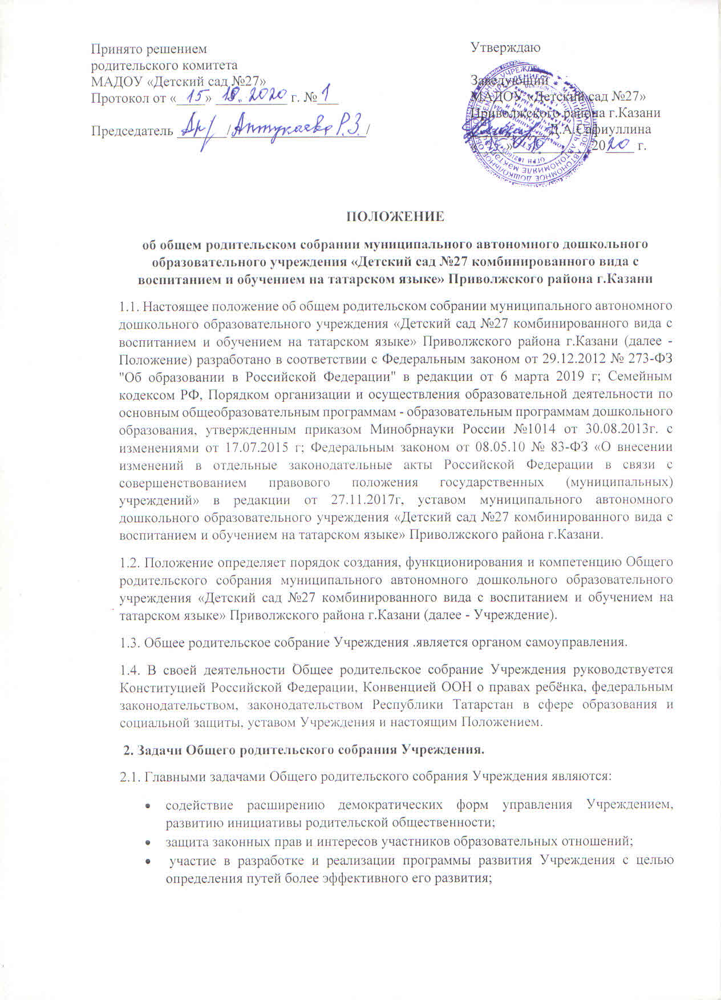 Принято решением
родительского комитета
МАДОУ «Детский сад №27»
Протокол от «15» 2020 г. №1
Председатель / Р.З. /
Утверждаю
Заведующий
МАДОУ «Детский сад №27»
Приволжского района г.Казани
Д.А.Сафиуллина
«15» 10 2020 г.
ПОЛОЖЕНИЕ
об общем родительском собрании муниципального автономного дошкольного
образовательного учреждения «Детский сад №27 комбинированного вида с
воспитанием и обучением на татарском языке» Приволжского района г.Казани
1.1. Настоящее положение об общем родительском собрании муниципального автономного
дошкольного образовательного учреждения «Детский сад №27 комбинированного вида с
воспитанием и обучением на татарском языке» Приволжского района г.Казани (далее -
Положение) разработано в соответствии с Федеральным законом от 29.12.2012 № 273-ФЗ
"Об образовании в Российской Федерации" в редакции от 6 марта 2019 г; Семейным
кодексом РФ, Порядком организации и осуществления образовательной деятельности по
основным общеобразовательным программам - образовательным программам дошкольного
образования, утвержденным приказом Минобрнауки России №1014 от 30.08.2013г. с
изменениями от 17.07.2015 г; Федеральным законом от 08.05.10 № 83-ФЗ «О внесении
изменений в отдельные законодательные акты Российской Федерации в связи с
совершенствованием правового положения государственных (муниципальных)
учреждений» в редакции от 27.11.2017г, уставом муниципального автономного
дошкольного образовательного учреждения «Детский сад №27 комбинированного вида с
воспитанием и обучением на татарском языке» Приволжского района г.Казани.
1.2. Положение определяет порядок создания, функционирования и компетенцию Общего
родительского собрания муниципального автономного дошкольного образовательного
учреждения «Детский сад №27 комбинированного вида с воспитанием и обучением на
татарском языке» Приволжского района г.Казани (далее - Учреждение).
1.3. Общее родительское собрание Учреждения .является органом самоуправления.
1.4. В своей деятельности Общее родительское собрание Учреждения руководствуется
Конституцией Российской Федерации, Конвенцией ООН о правах ребёнка, федеральным
законодательством, законодательством Республики Татарстан в сфере образования и
социальной защиты, уставом Учреждения и настоящим Положением.
2. Задачи Общего родительского собрания Учреждения.
2.1. Главными задачами Общего родительского собрания Учреждения являются:
• содействие расширению демократических форм управления Учреждением,
развитию инициативы родительской общественности;
• защита законных прав и интересов участников образовательных отношений;
• участие в разработке и реализации программы развития Учреждения с целью
определения путей более эффективного его развития;